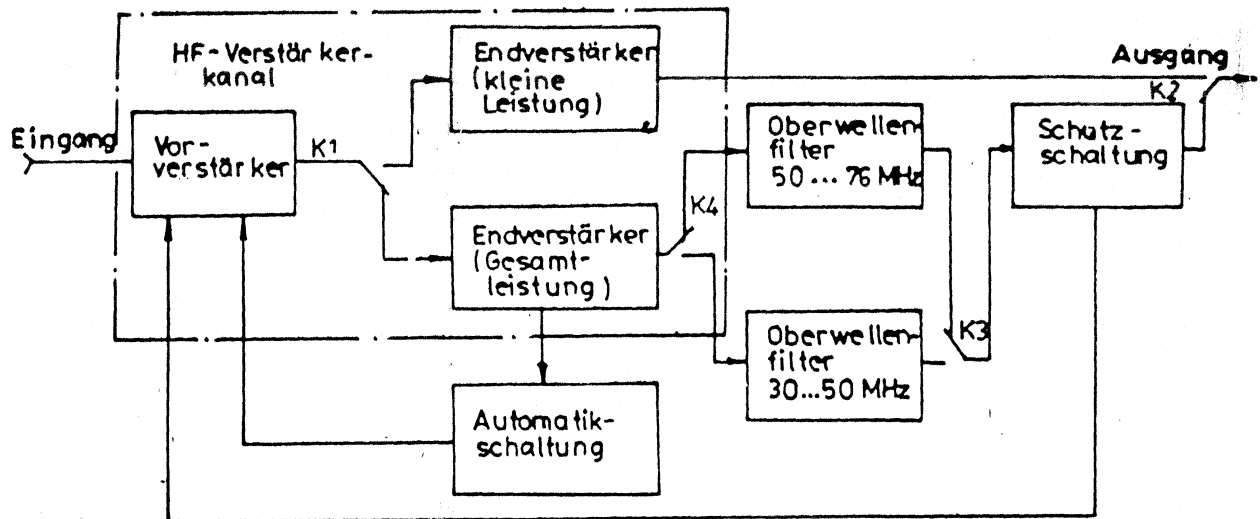 HF-Verstärker-
kanal
Eingang
Vor-
verstärker
K1
Endverstärker
(kleine
Leistung)
Endverstärker
(Gesamt-
leistung)
K4
Automatik-
schaltung
Oberwellen-
filter
50 ... 76 MHz
Oberwellen-
filter
30...50 MHz
K3
Schutz-
schaltung
K2
Ausgang